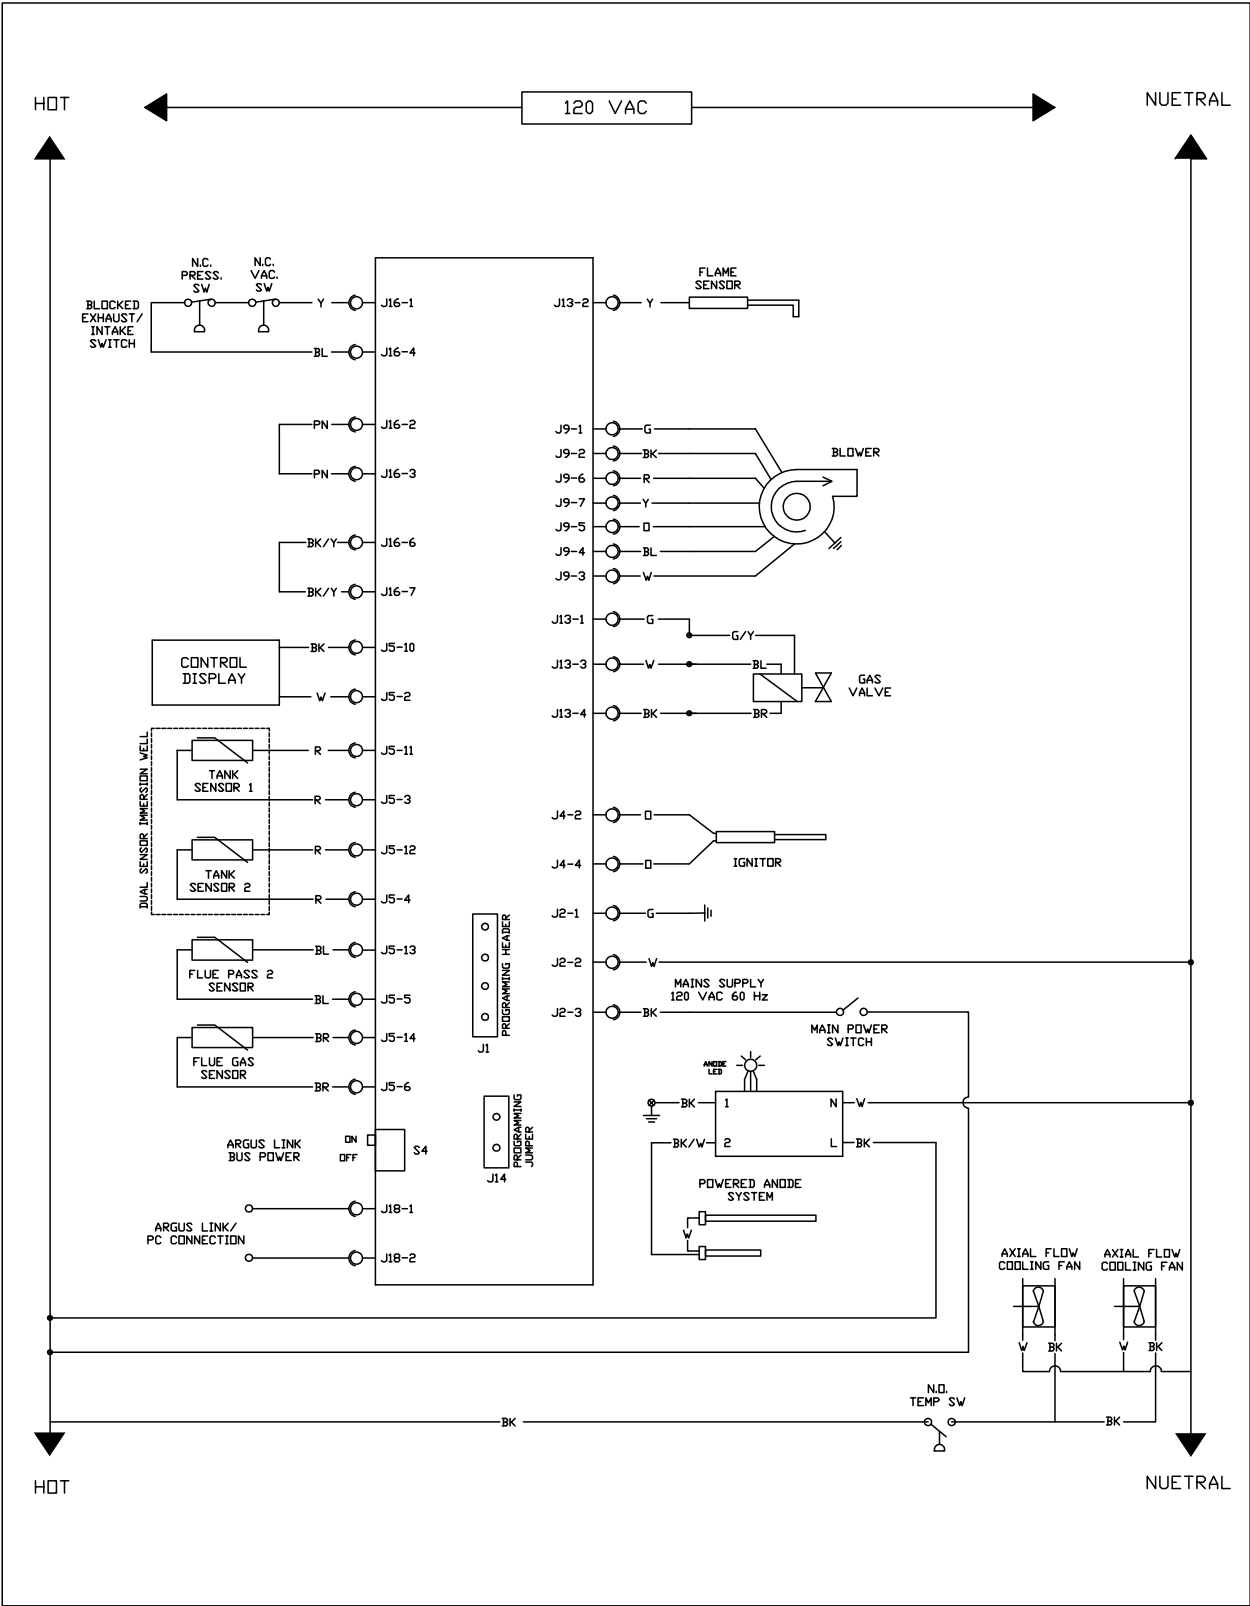 HOT
120 VAC
NUETRAL
N.C.
PRESS.
SW
N.C.
VAC.
SW
BLOCKED
EXHAUST/
INTAKE
SWITCH
Y
J16-1
BL
J16-4
PN
J16-2
PN
J16-3
BK/Y
J16-6
BK/Y
J16-7
CONTROL
DISPLAY
BK
J5-10
W
J5-2
DUAL SENSOR IMMERSION WELL
TANK
SENSOR 1
R
J5-11
R
J5-3
TANK
SENSOR 2
R
J5-12
R
J5-4
FLUE PASS 2
SENSOR
BL
J5-13
BL
J5-5
FLUE GAS
SENSOR
BR
J5-14
BR
J5-6
ARGUS LINK
BUS POWER
ON
OFF
S4
ARGUS LINK/
PC CONNECTION
J18-1
J18-2
PROGRAMMING HEADER
J1
PROGRAMMING
JUMPER
J14
J13-2
Y
FLAME
SENSOR
J9-1
G
J9-2
BK
J9-6
R
J9-7
Y
J9-5
O
J9-4
BL
J9-3
W
BLOWER
J13-1
G
G/Y
J13-3
W
BL
J13-4
BK
BR
GAS
VALVE
J4-2
O
J4-4
O
IGNITOR
J2-1
G
J2-2
W
J2-3
BK
MAINS SUPPLY
120 VAC 60 Hz
MAIN POWER
SWITCH
ANODE
LED
BK
1
N
W
BK/W
2
L
BK
POWERED ANODE
SYSTEM
W
AXIAL FLOW
COOLING FAN
AXIAL FLOW
COOLING FAN
W
BK
W
BK
N.O.
TEMP SW
BK
BK
HOT
NUETRAL